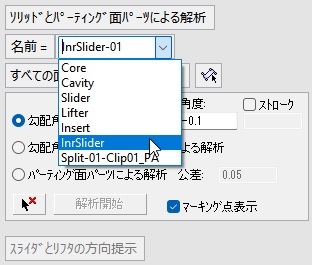 ソリッドとパーティング面パーツによる解析
名前 = InrSlider-01
Core
Cavity
Slider
Lifter
Insert
InrSlider
Split-01-Clip01_PA
すべての面
角度: ストローク
勾配角 -0.1
勾配角 よる解析
パーティング面パーツによる解析 公差: 0.05
解析開始 マーキング点表示
スライダとリフタの方向提示